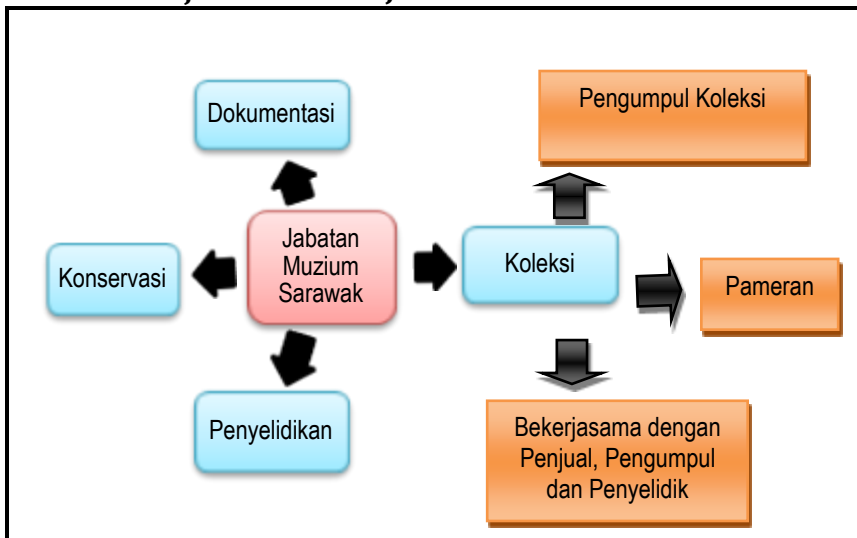 Dokumentasi
Pengumpul Koleksi
Jabatan
Muzium
Sarawak
Konservasi
Koleksi
Pameran
Penyelidikan
Bekerjasama dengan
Penjual, Pengumpul
dan Penyelidik